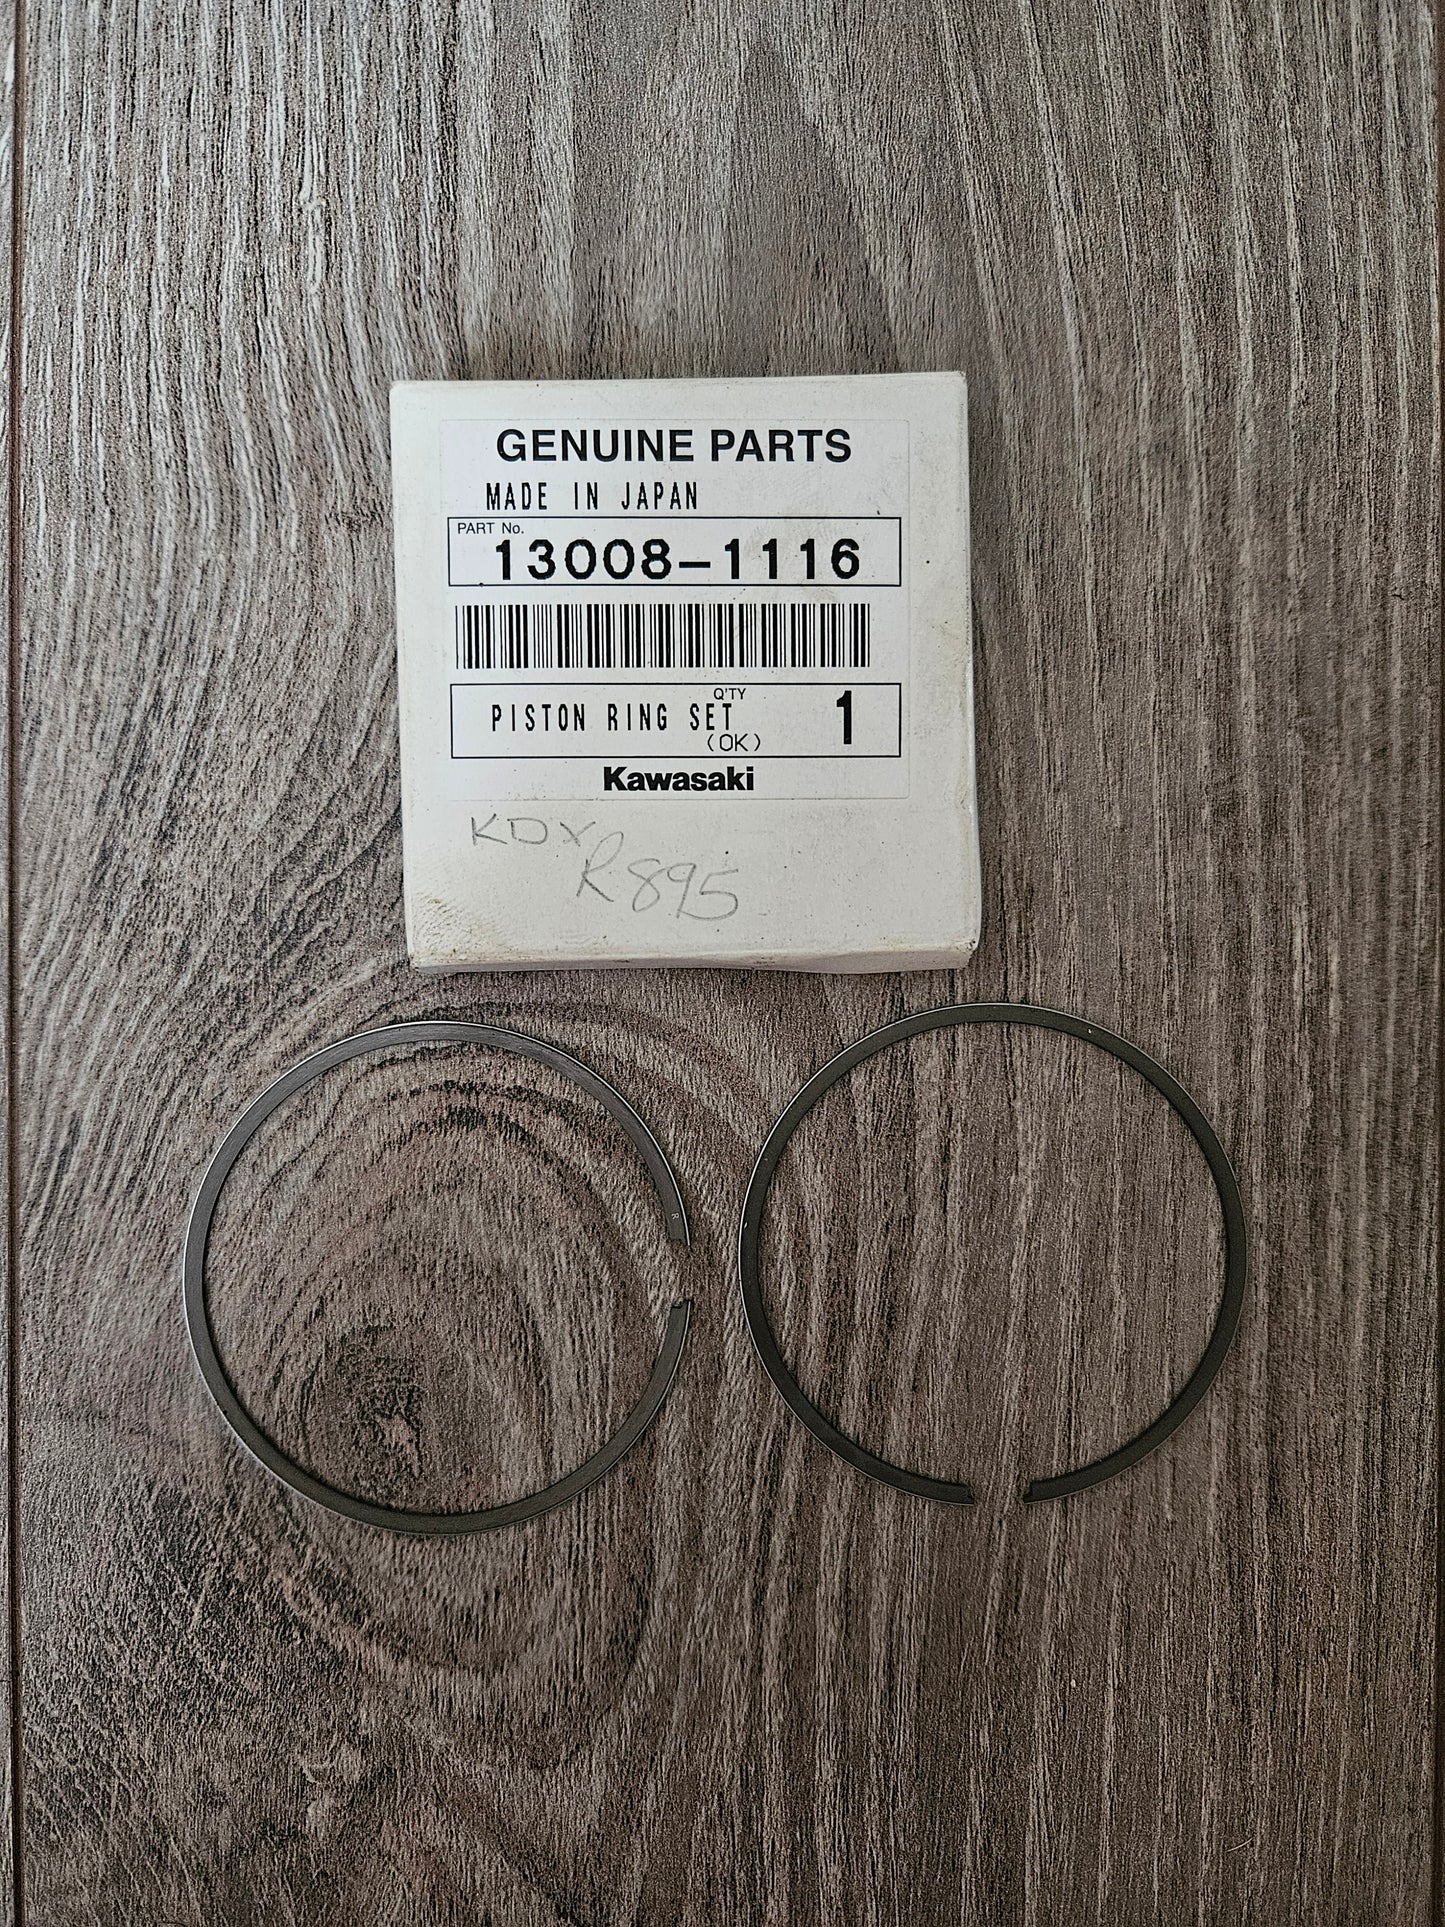 GENUINE PARTS
MADE IN JAPAN
PART No.
13008-1116
Q'TY
PISTON RING SET 1
(OK)
Kawasaki
KDX
R895
R